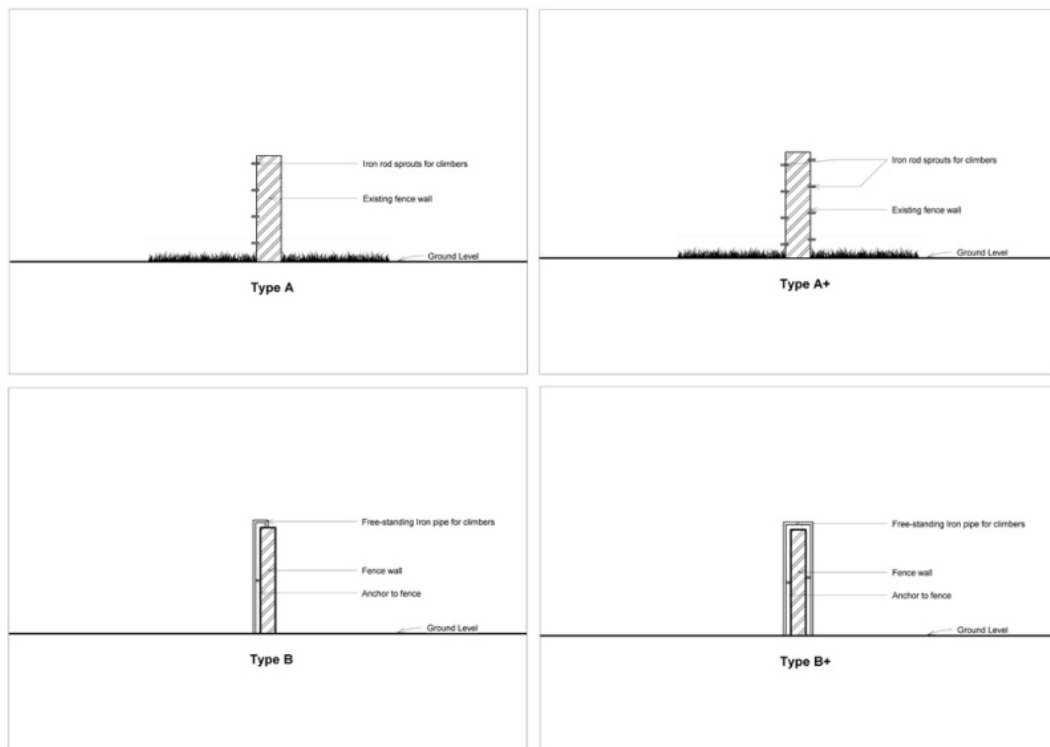 Iron rod sprouts for climbers
Existing fence wall
Ground Level
Type A
Iron rod sprouts for climbers
Existing fence wall
Ground Level
Type A+
Free-standing Iron pipe for climbers
Fence wall
Anchor to fence
Ground Level
Type B
Free-standing Iron pipe for climbers
Fence wall
Anchor to fence
Ground Level
Type B+